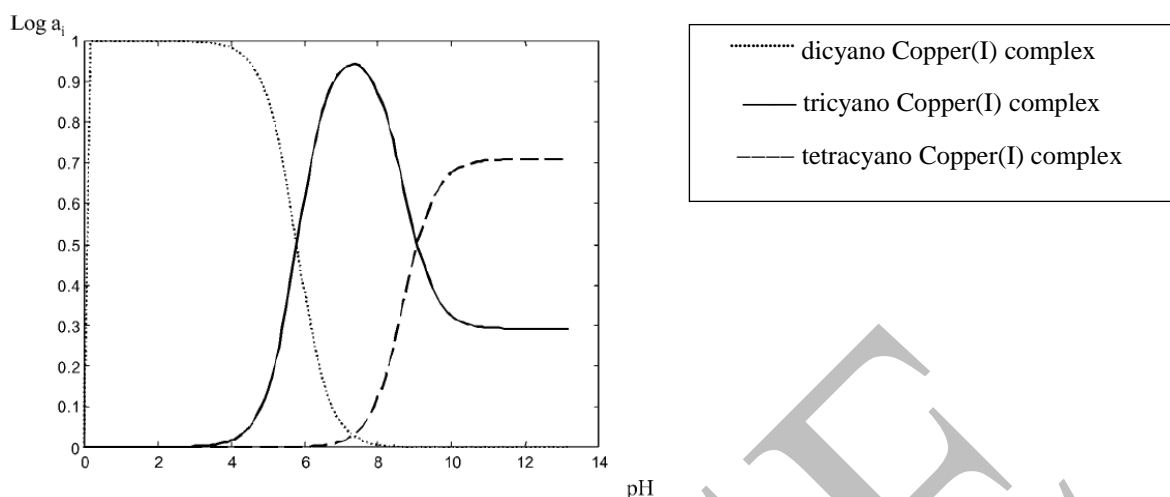 Log aᵢ
1
0.9
0.8
0.7
0.6
0.5
0.4
0.3
0.2
0.1
0
0 2 4 6 8 10 12 14
pH
dicyano Copper(I) complex
tricyano Copper(I) complex
tetracyano Copper(I) complex